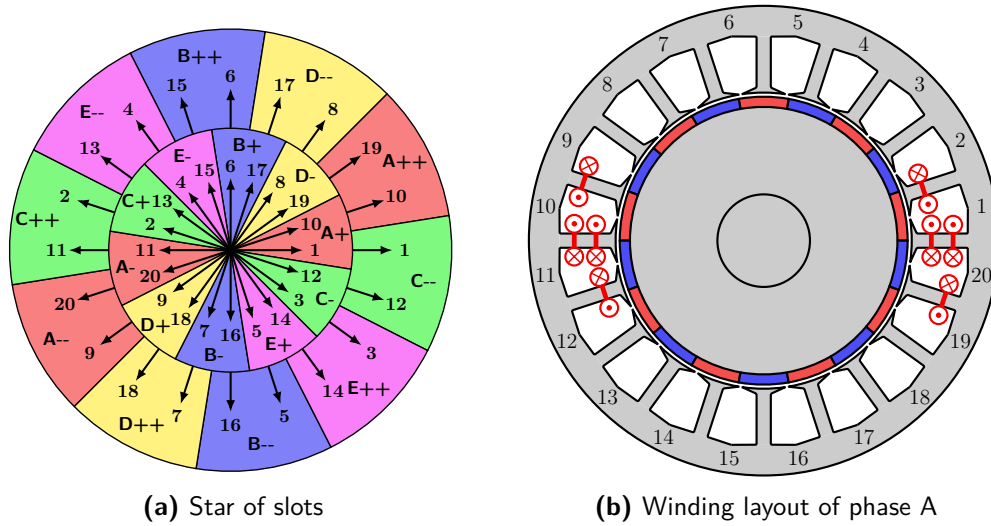 B++
D--
A++
C--
E++
B--
D++
A--
C++
E--
15
6
17
8
19
10
1
12
3
14
5
16
7
18
9
20
11
2
13
4
B+
D-
A+
C-
E+
B-
D+
A-
C+
E-
15
6
17
8
19
10
1
12
3
14
5
16
7
18
9
20
11
2
13
4
(a) Star of slots
6
5
7
4
8
3
9
2
10
1
11
20
12
19
13
18
14
17
15
16
(b) Winding layout of phase A